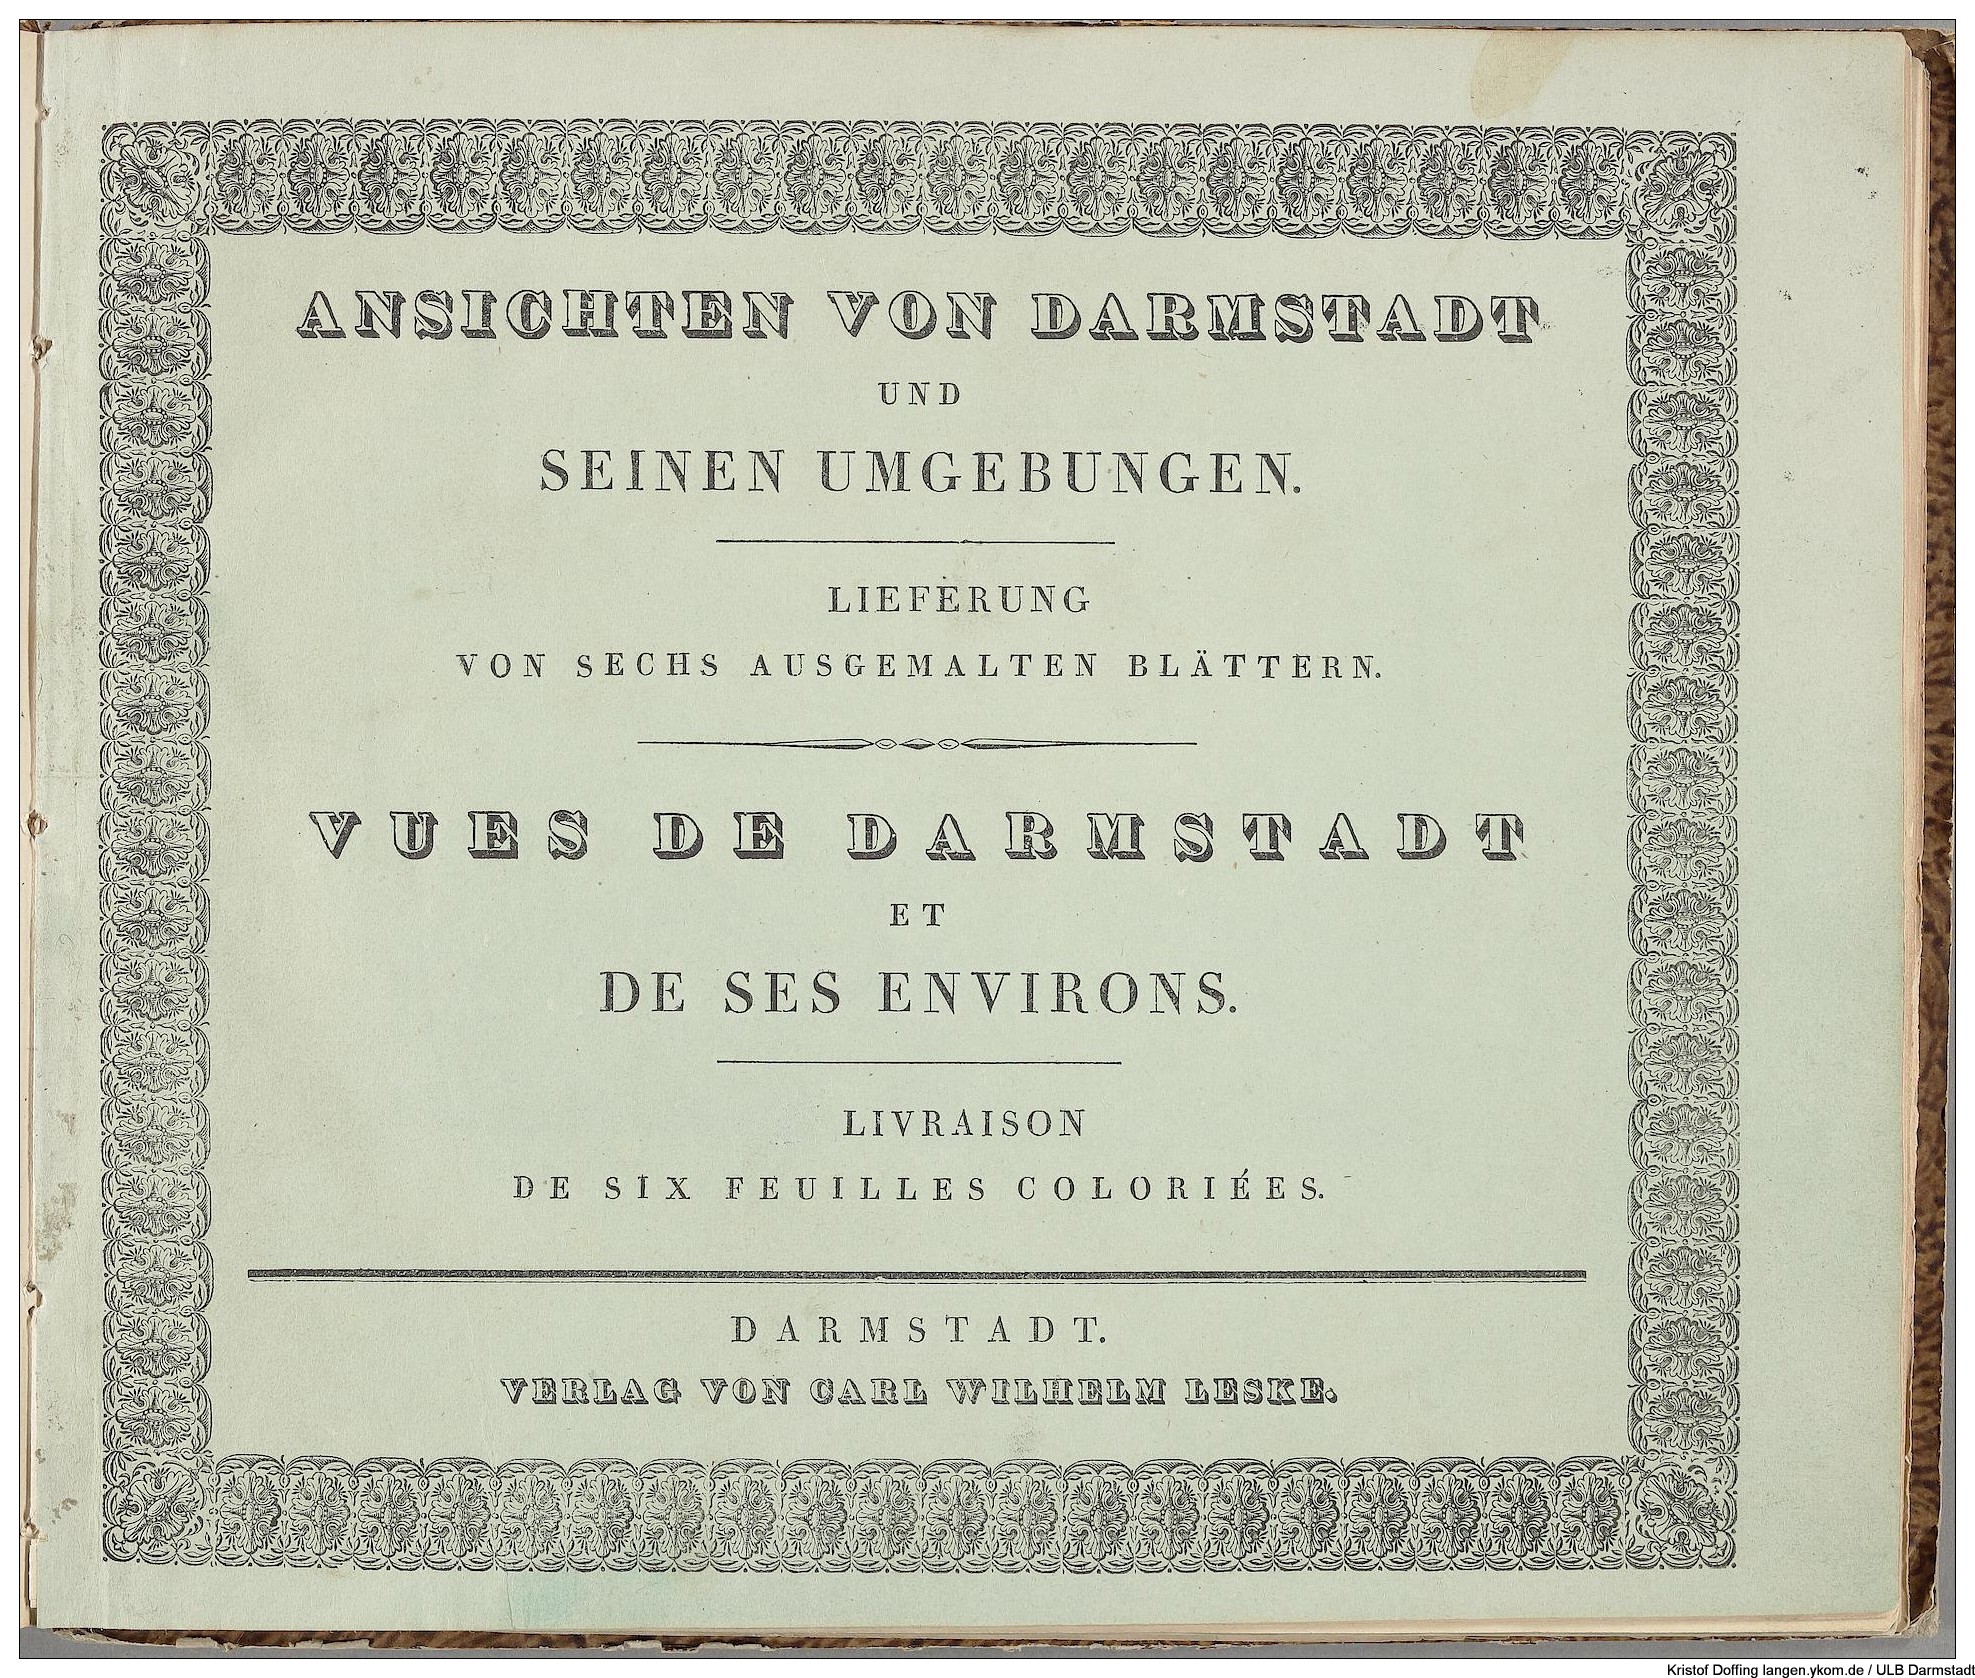 ANSICHTEN VON DARMSTADT
UND
SEINEN UMGEBUNGEN.
LIEFERUNG
VON SECHS AUSGEMALTEN BLÄTTERN.
VUES DE DARMSTADT
ET
DE SES ENVIRONS.
LIVRAISON
DE SIX FEUILLES COLORIÉES.
DARMSTADT.
VERLAG VON CARL WILHELM LESKE.
Kristof Doffing langen.ykom.de / ULB Darmstadt